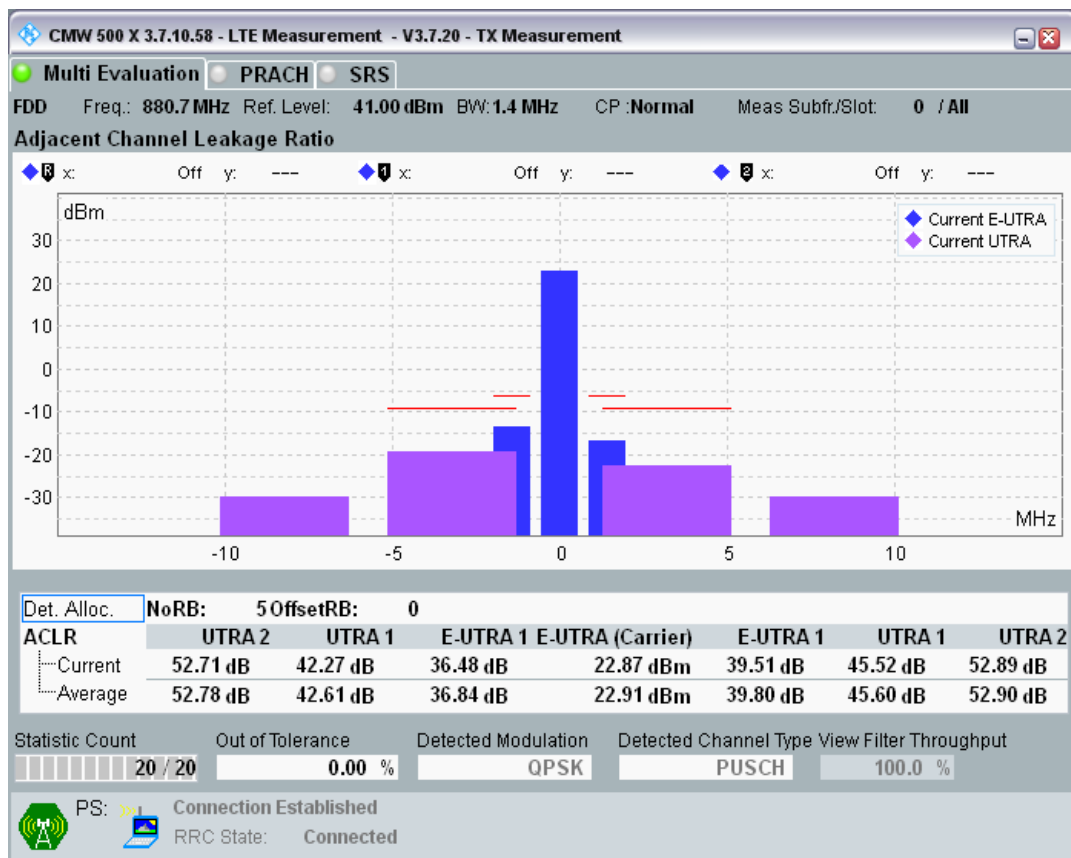 CMW 500 X 3.7.10.58 - LTE Measurement - V3.7.20 - TX Measurement
Multi Evaluation PRACH SRS
FDD Freq.: 880.7 MHz Ref. Level: 41.00 dBm BW: 1.4 MHz CP :Normal Meas Subfr./Slot: 0 / All
Adjacent Channel Leakage Ratio
R x: Off y: --- 1 x: Off y: --- 2 x: Off y: ---
dBm
Current E-UTRA
Current UTRA
30
20
10
0
-10
-20
-30
MHz
-10 -5 0 5 10
Det. Alloc. NoRB: 5 OffsetRB: 0
ACLR UTRA 2 UTRA 1 E-UTRA 1 E-UTRA (Carrier) E-UTRA 1 UTRA 1 UTRA 2
Current 52.71 dB 42.27 dB 36.48 dB 22.87 dBm 39.51 dB 45.52 dB 52.89 dB
Average 52.78 dB 42.61 dB 36.84 dB 22.91 dBm 39.80 dB 45.60 dB 52.90 dB
Statistic Count Out of Tolerance Detected Modulation Detected Channel Type View Filter Throughput
20 / 20 0.00 % QPSK PUSCH 100.0 %
PS: Connection Established
RRC State: Connected